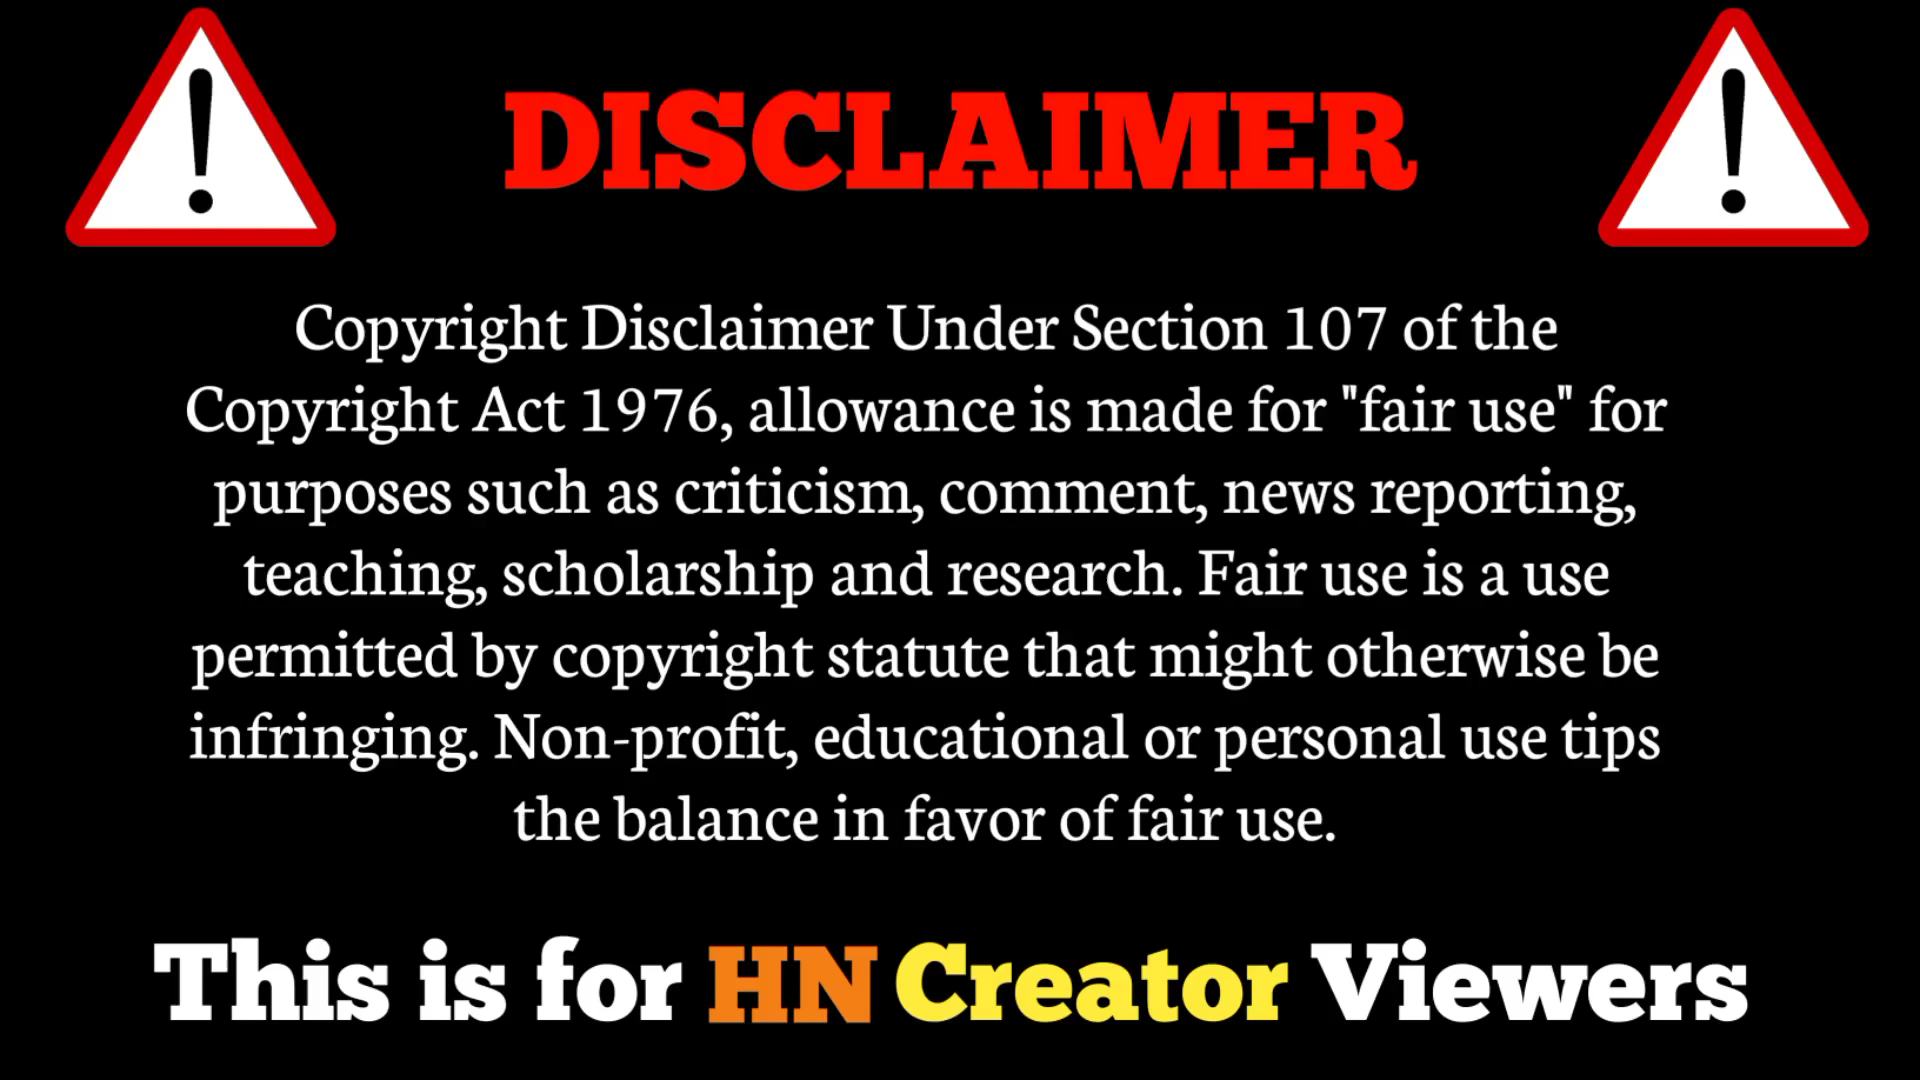 DISCLAIMER
Copyright Disclaimer Under Section 107 of the
Copyright Act 1976, allowance is made for "fair use" for
purposes such as criticism, comment, news reporting,
teaching, scholarship and research. Fair use is a use
permitted by copyright statute that might otherwise be
infringing. Non-profit, educational or personal use tips
the balance in favor of fair use.
This is for HN Creator Viewers